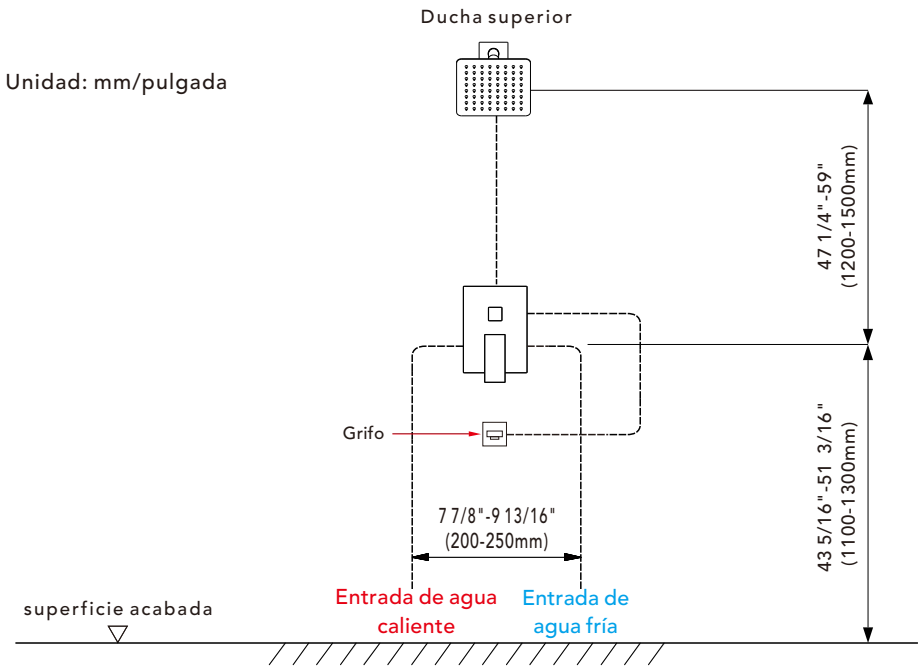 Ducha superior
Unidad: mm/pulgada
47 1/4"-59"
(1200-1500mm)
Grifo
43 5/16"-51 3/16"
(1100-1300mm)
7 7/8"-9 13/16"
(200-250mm)
Entrada de agua
caliente
Entrada de
agua fría
superficie acabada